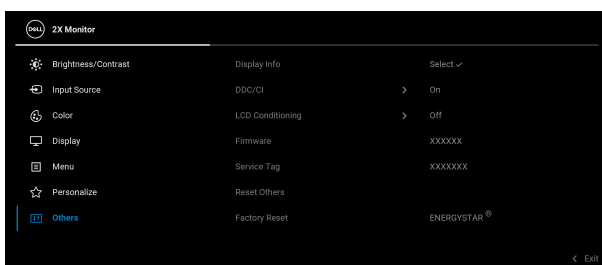 DELL 2X Monitor
Brightness/Contrast Display Info Select
Input Source DDC/CI On
Color LCD Conditioning Off
Display Firmware XXXXXX
Menu Service Tag XXXXXXX
Personalize Reset Others
Others Factory Reset ENERGYSTAR ®
Exit